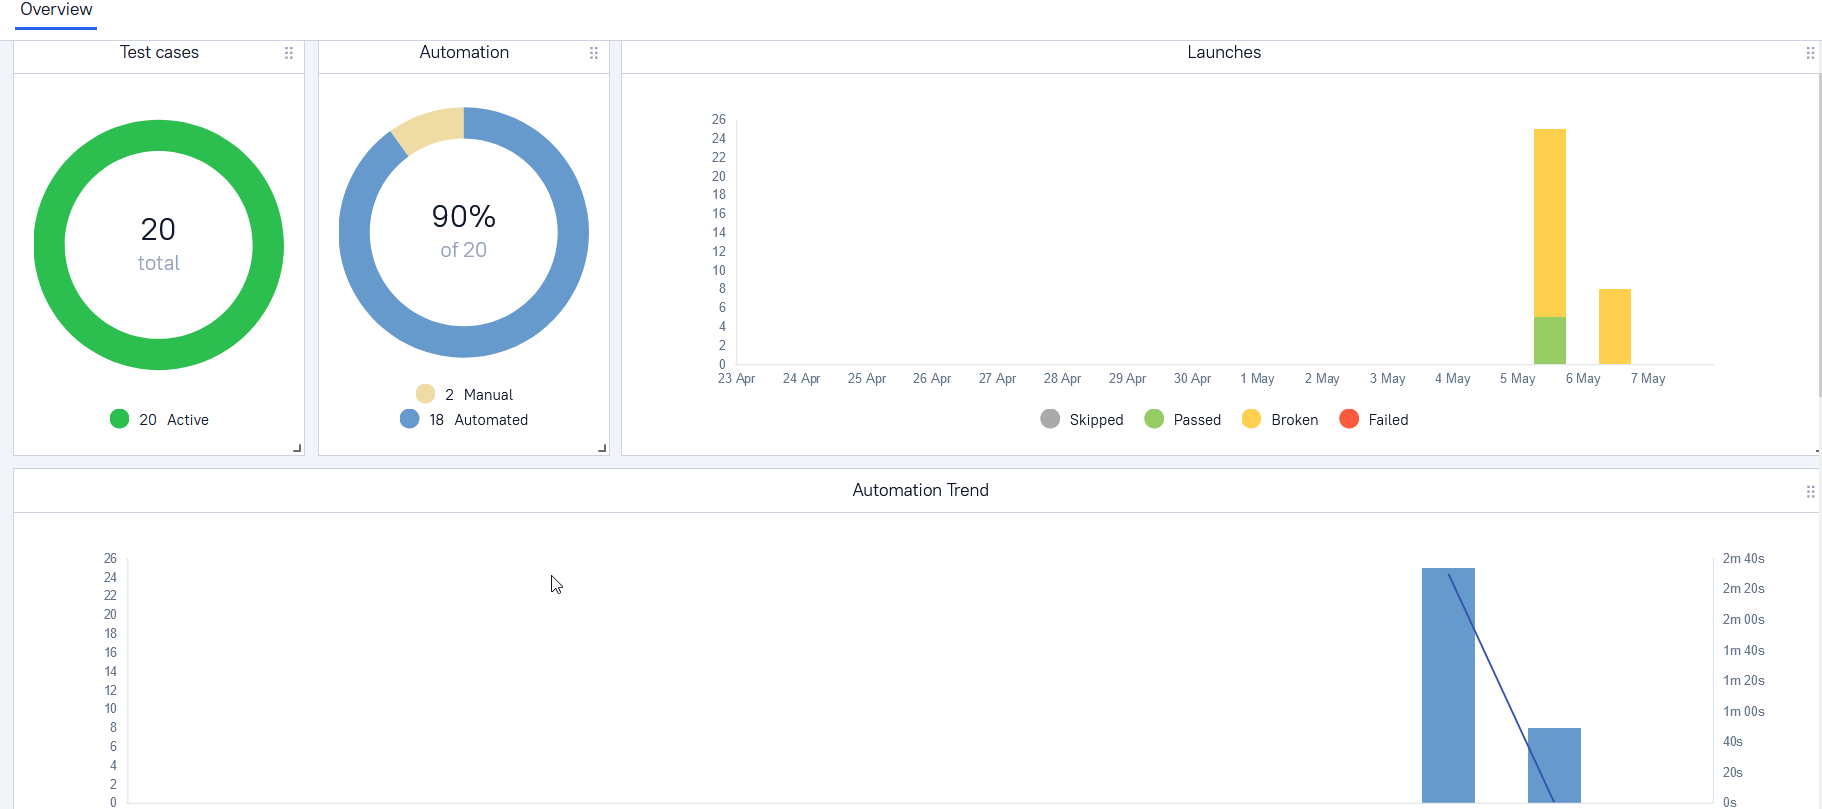 Overview
Test cases
20
total
20 Active
Automation
90%
of 20
2 Manual
18 Automated
Launches
26
24
22
20
18
16
14
12
10
8
6
4
2
0
23 Apr 24 Apr 25 Apr 26 Apr 27 Apr 28 Apr 29 Apr 30 Apr 1 May 2 May 3 May 4 May 5 May 6 May 7 May
Skipped Passed Broken Failed
Automation Trend
26
24
22
20
18
16
14
12
10
8
6
4
2
0
2m 40s
2m 20s
2m 00s
1m 40s
1m 20s
1m 00s
40s
20s
0s